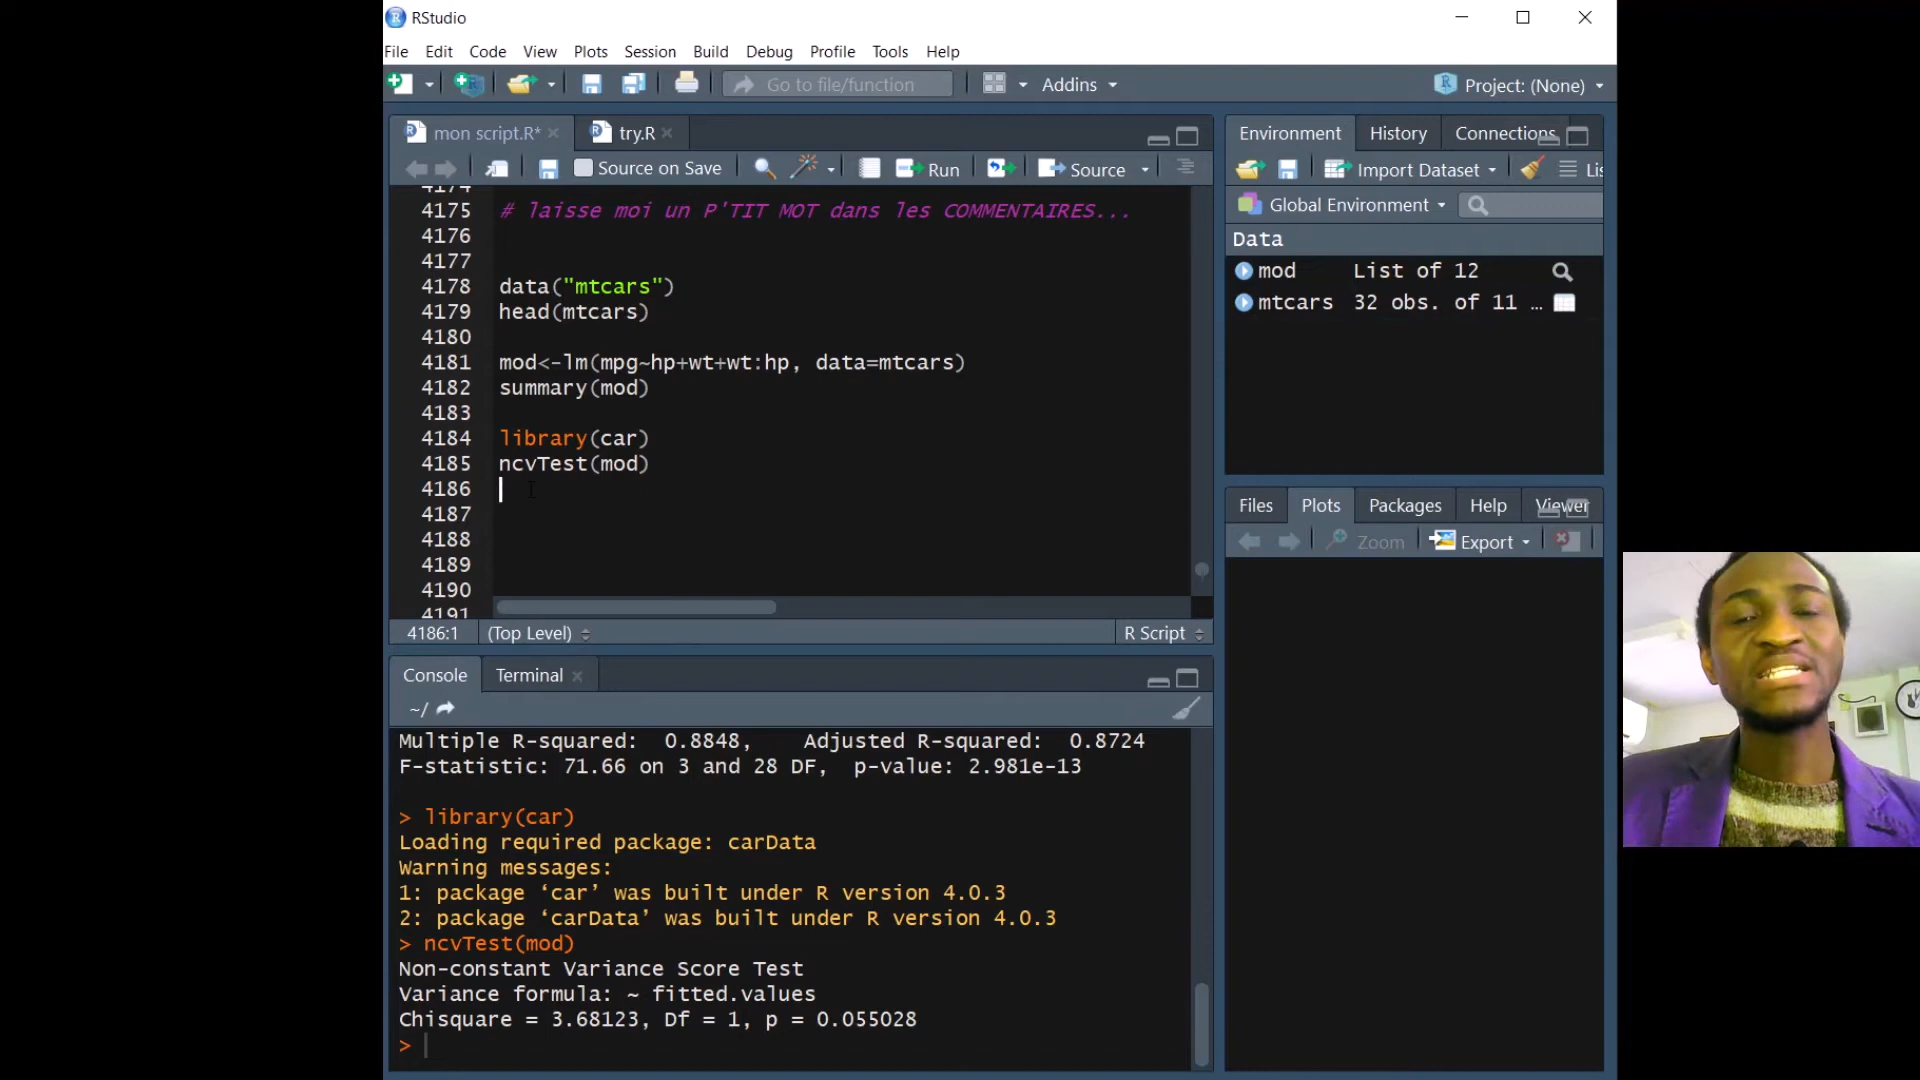 RStudio
File Edit Code View Plots Session Build Debug Profile Tools Help
Go to file/function Addins Project: (None)
mon script.R* try.R
Source on Save Run Source
4174
4175 # laisse moi un P'TIT MOT dans les COMMENTAIRES...
4176
4177
4178 data("mtcars")
4179 head(mtcars)
4180
4181 mod<-lm(mpg~hp+wt+wt:hp, data=mtcars)
4182 summary(mod)
4183
4184 library(car)
4185 ncvTest(mod)
4186
4187
4188
4189
4190
4191
4186:1 (Top Level) R Script
Console Terminal
~/
Multiple R-squared: 0.8848, Adjusted R-squared: 0.8724
F-statistic: 71.66 on 3 and 28 DF, p-value: 2.981e-13
> library(car)
Loading required package: carData
Warning messages:
1: package ‘car’ was built under R version 4.0.3
2: package ‘carData’ was built under R version 4.0.3
> ncvTest(mod)
Non-constant Variance Score Test
Variance formula: ~ fitted.values
Chisquare = 3.68123, Df = 1, p = 0.055028
>
Environment History Connections
Import Dataset Lis
Global Environment
Data
mod List of 12
mtcars 32 obs. of 11 …
Files Plots Packages Help Viewer
Zoom Export